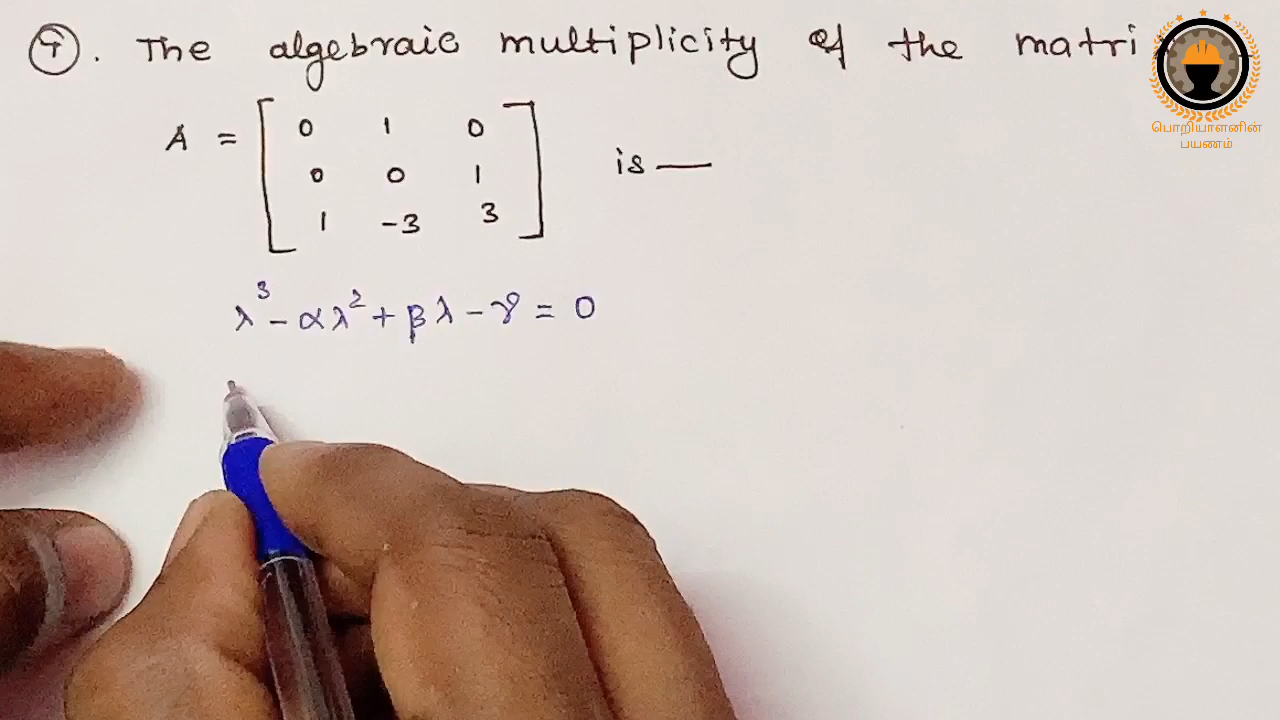 7. The algebraic multiplicity of the matri
பொறியாளனின்
பயணம்
A = [ 0 1 0
0 0 1
1 -3 3 ] is —
λ³ - αλ² + βλ - γ = 0